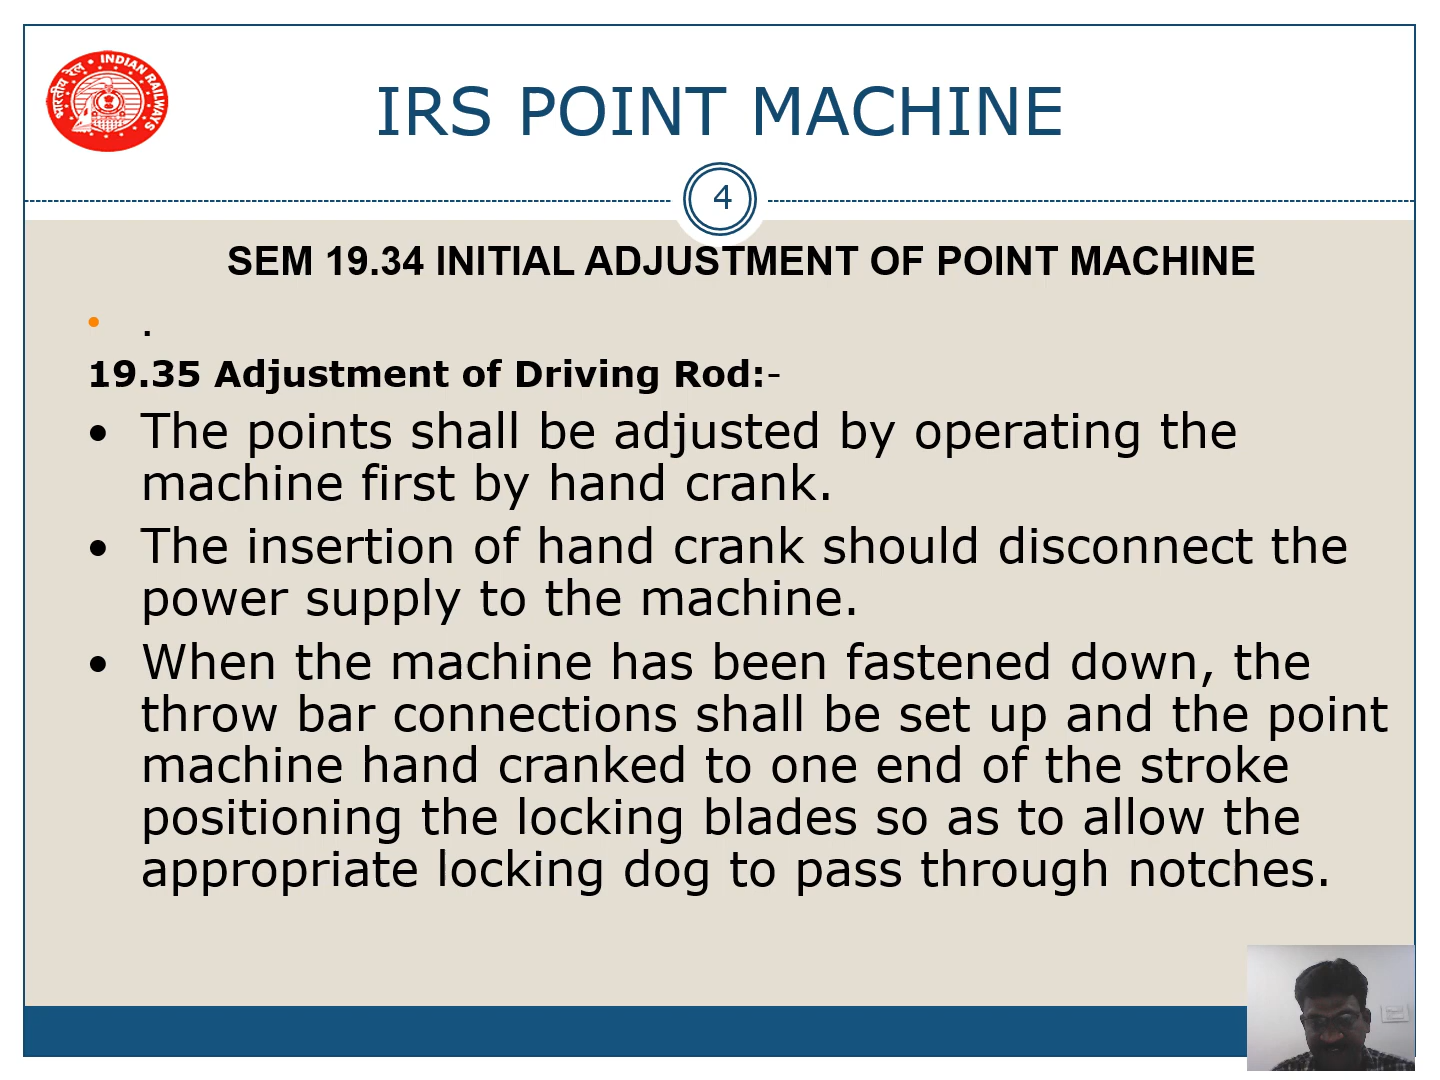 भारतीय रेल • INDIAN RAILWAYS
IRS POINT MACHINE
4
SEM 19.34 INITIAL ADJUSTMENT OF POINT MACHINE
• .
19.35 Adjustment of Driving Rod:-
• The points shall be adjusted by operating the
machine first by hand crank.
• The insertion of hand crank should disconnect the
power supply to the machine.
• When the machine has been fastened down, the
throw bar connections shall be set up and the point
machine hand cranked to one end of the stroke
positioning the locking blades so as to allow the
appropriate locking dog to pass through notches.